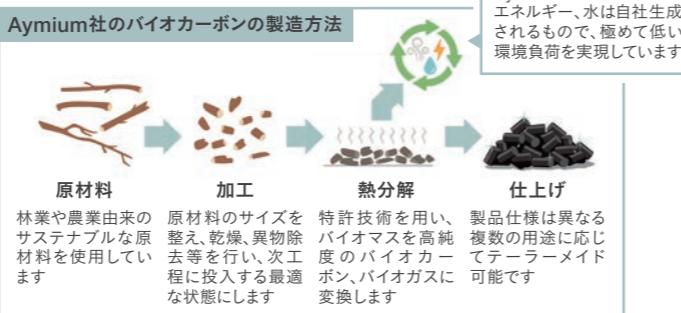 Aymium社のバイオカーボンの製造方法
エネルギー、水は自社生成
されるもので、極めて低い
環境負荷を実現しています
原材料
林業や農業由来の
サステナブルな原
材料を使用してい
ます
加工
原材料のサイズを
整え、乾燥、異物除
去等を行い、次工
程に投入する最適
な状態にします
熱分解
特許技術を用い、
バイオマスを高純
度のバイオカー
ボン、バイオガスに
変換します
仕上げ
製品仕様は異なる
複数の用途に応じ
てテーラーメイド
可能です